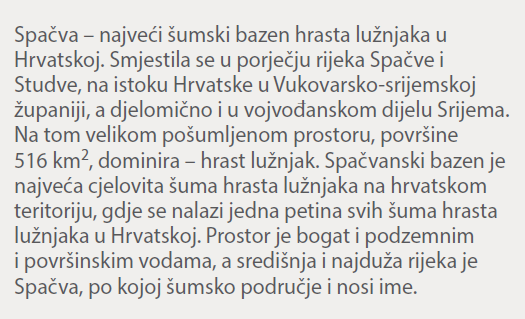 Spačva – najveći šumski bazen hrasta lužnjaka u
Hrvatskoj. Smjestila se u porječju rijeka Spačve i
Studve, na istoku Hrvatske u Vukovarsko-srijemskoj
županiji, a djelomično i u vojvođanskom dijelu Srijema.
Na tom velikom pošumljenom prostoru, površine
516 km², dominira – hrast lužnjak. Spačvanski bazen je
najveća cjelovita šuma hrasta lužnjaka na hrvatskom
teritoriju, gdje se nalazi jedna petina svih šuma hrasta
lužnjaka u Hrvatskoj. Prostor je bogat i podzemnim
i površinskim vodama, a središnja i najduža rijeka je
Spačva, po kojoj šumsko područje i nosi ime.